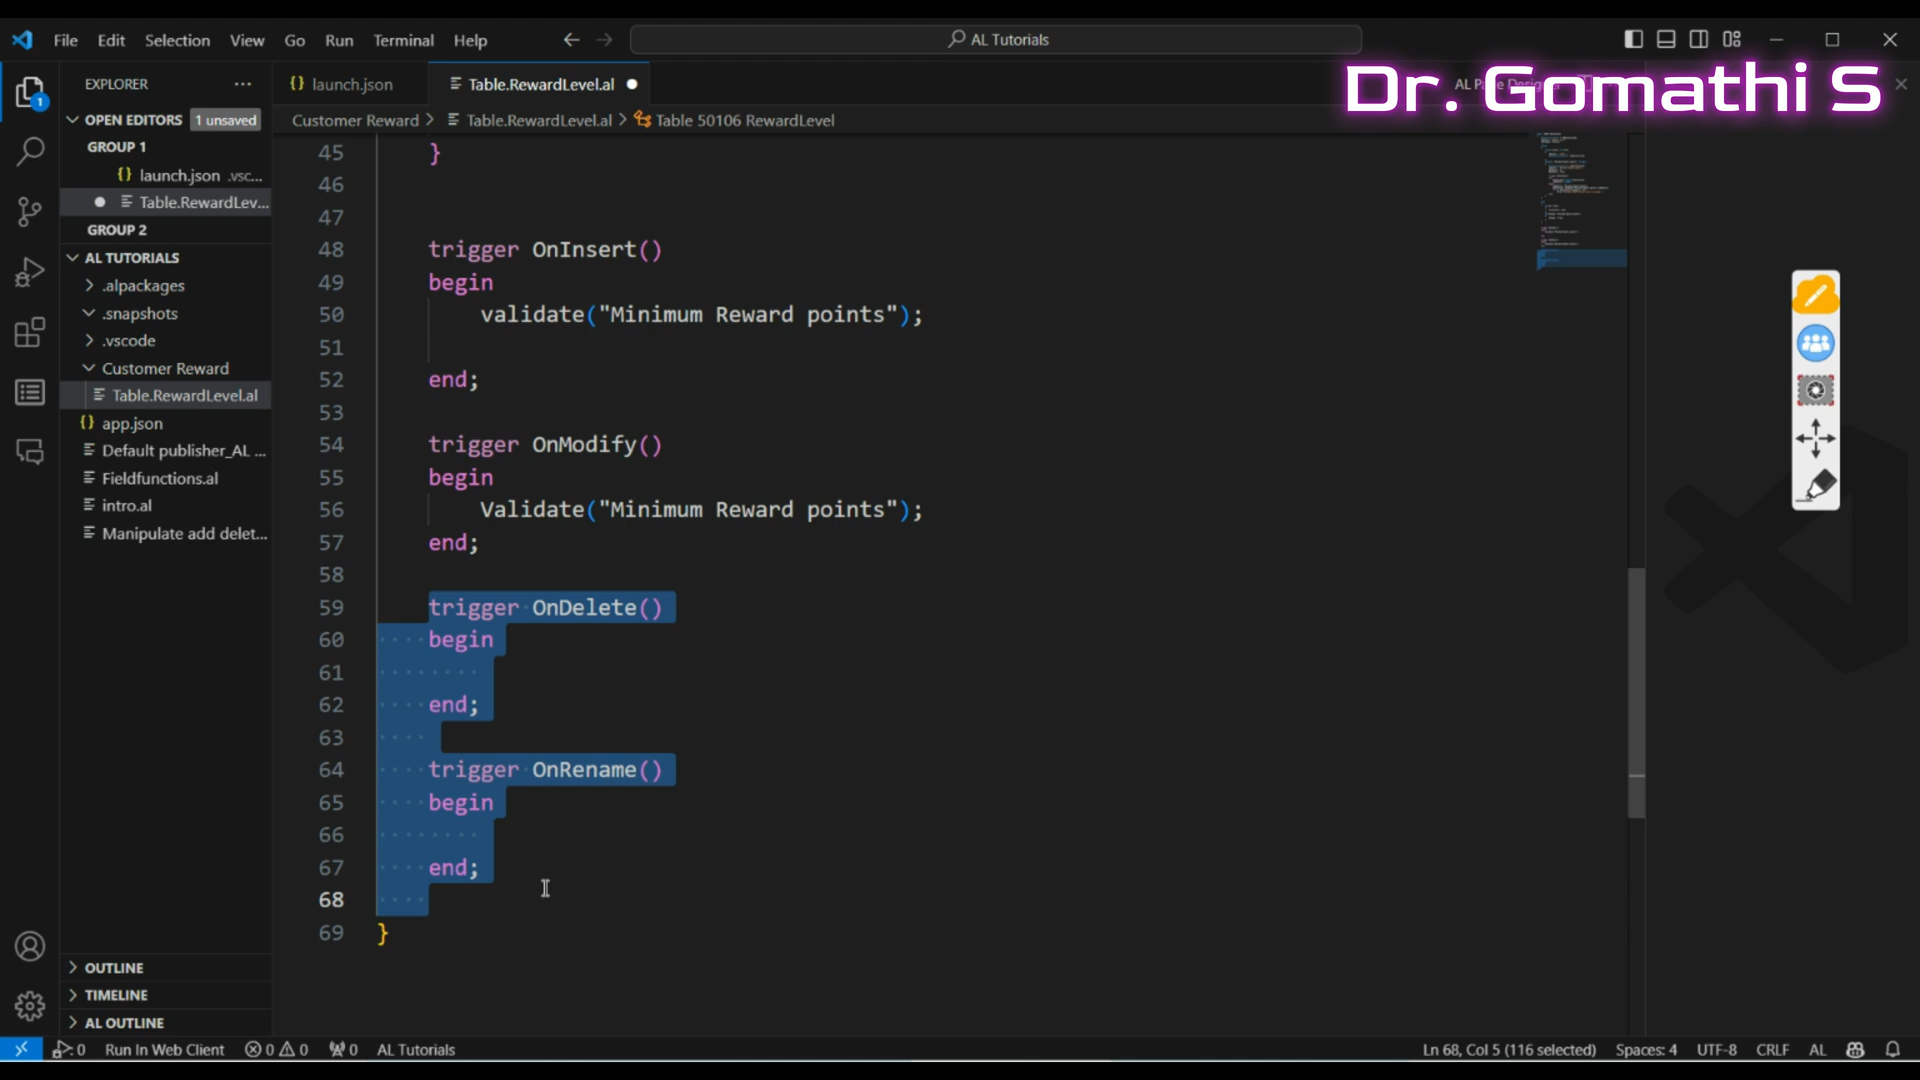 File Edit Selection View Go Run Terminal Help
AL Tutorials
Dr. Gomathi S
EXPLORER
launch.json
Table.RewardLevel.al
OPEN EDITORS 1 unsaved
Customer Reward > Table.RewardLevel.al > Table 50106 RewardLevel
GROUP 1
launch.json .vsc...
Table.RewardLev...
GROUP 2
AL TUTORIALS
.alpackages
.snapshots
.vscode
Customer Reward
Table.RewardLevel.al
app.json
Default publisher_AL ...
Fieldfunctions.al
intro.al
Manipulate add delet...
OUTLINE
TIMELINE
AL OUTLINE
45 }
46
47
48 trigger OnInsert()
49 begin
50 validate("Minimum Reward points");
51
52 end;
53
54 trigger OnModify()
55 begin
56 Validate("Minimum Reward points");
57 end;
58
59 trigger OnDelete()
60 begin
61
62 end;
63
64 trigger OnRename()
65 begin
66
67 end;
68
69 }
0 Run In Web Client 0 0 0 AL Tutorials
Ln 68, Col 5 (116 selected) Spaces: 4 UTF-8 CRLF AL